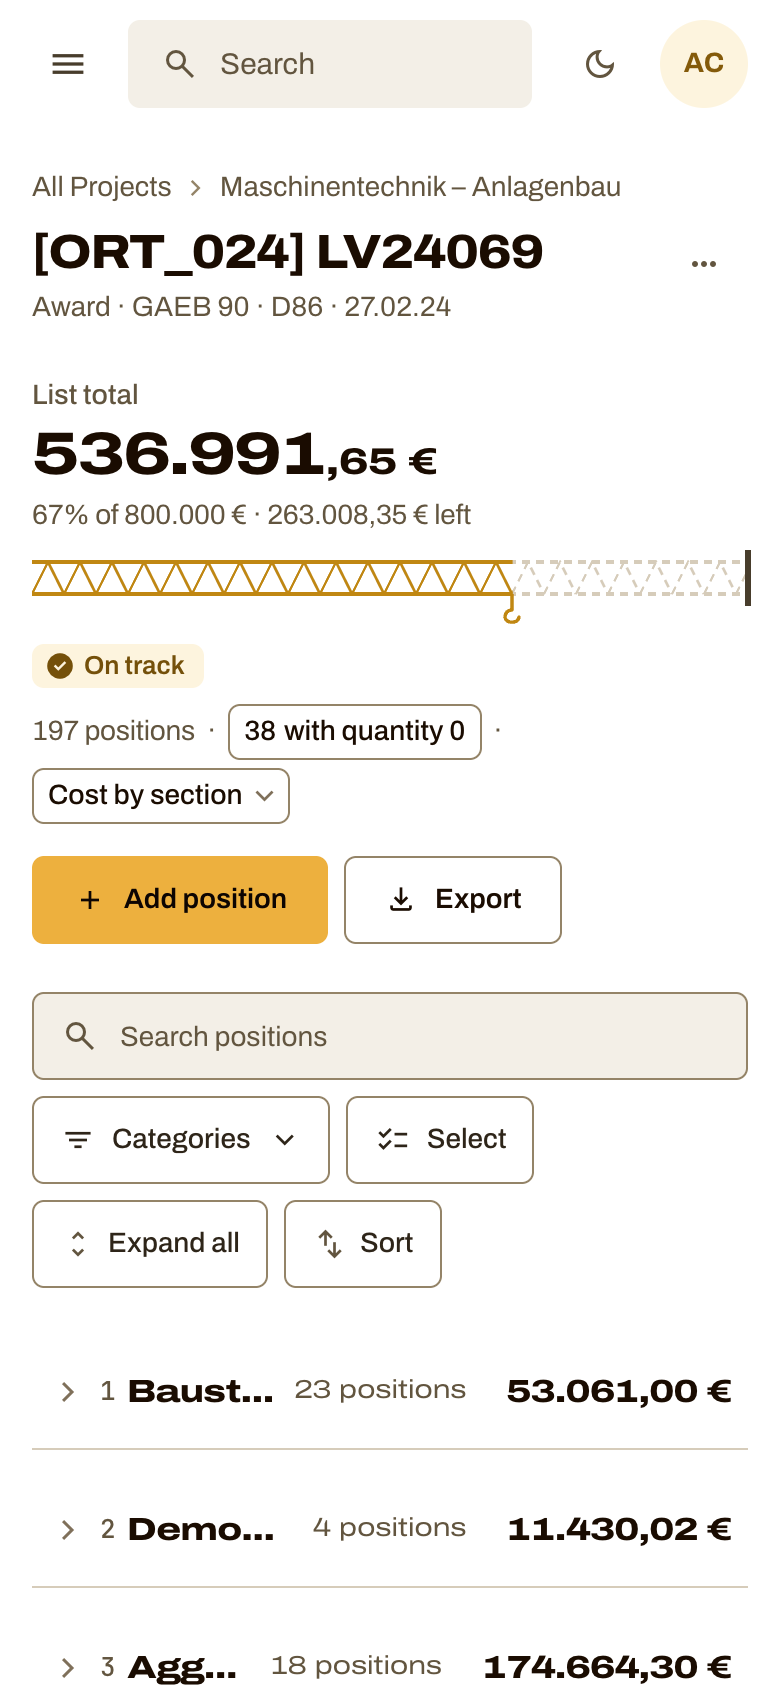 Search
AC
All Projects > Maschinentechnik – Anlagenbau
[ORT_024] LV24069
...
Award · GAEB 90 · D86 · 27.02.24
List total
536.991,65 €
67% of 800.000 € · 263.008,35 € left
On track
197 positions · 38 with quantity 0 ·
Cost by section
+ Add position
Export
Search positions
Categories
Select
Expand all
Sort
1 Baust... 23 positions 53.061,00 €
2 Demo... 4 positions 11.430,02 €
3 Agg... 18 positions 174.664,30 €